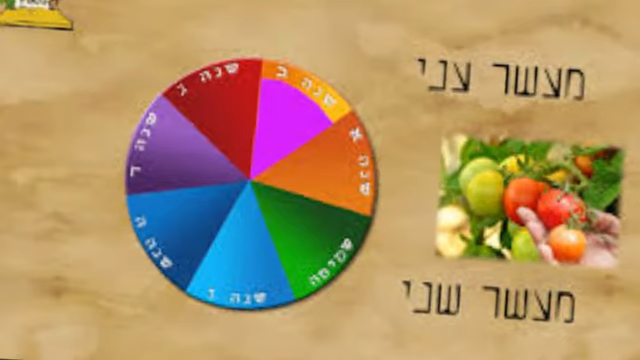 מעשר עני
שנה א
שנה ב
שנה ג
שנה ד
שנה ה
שנה ו
שמיטה
מעשר שני